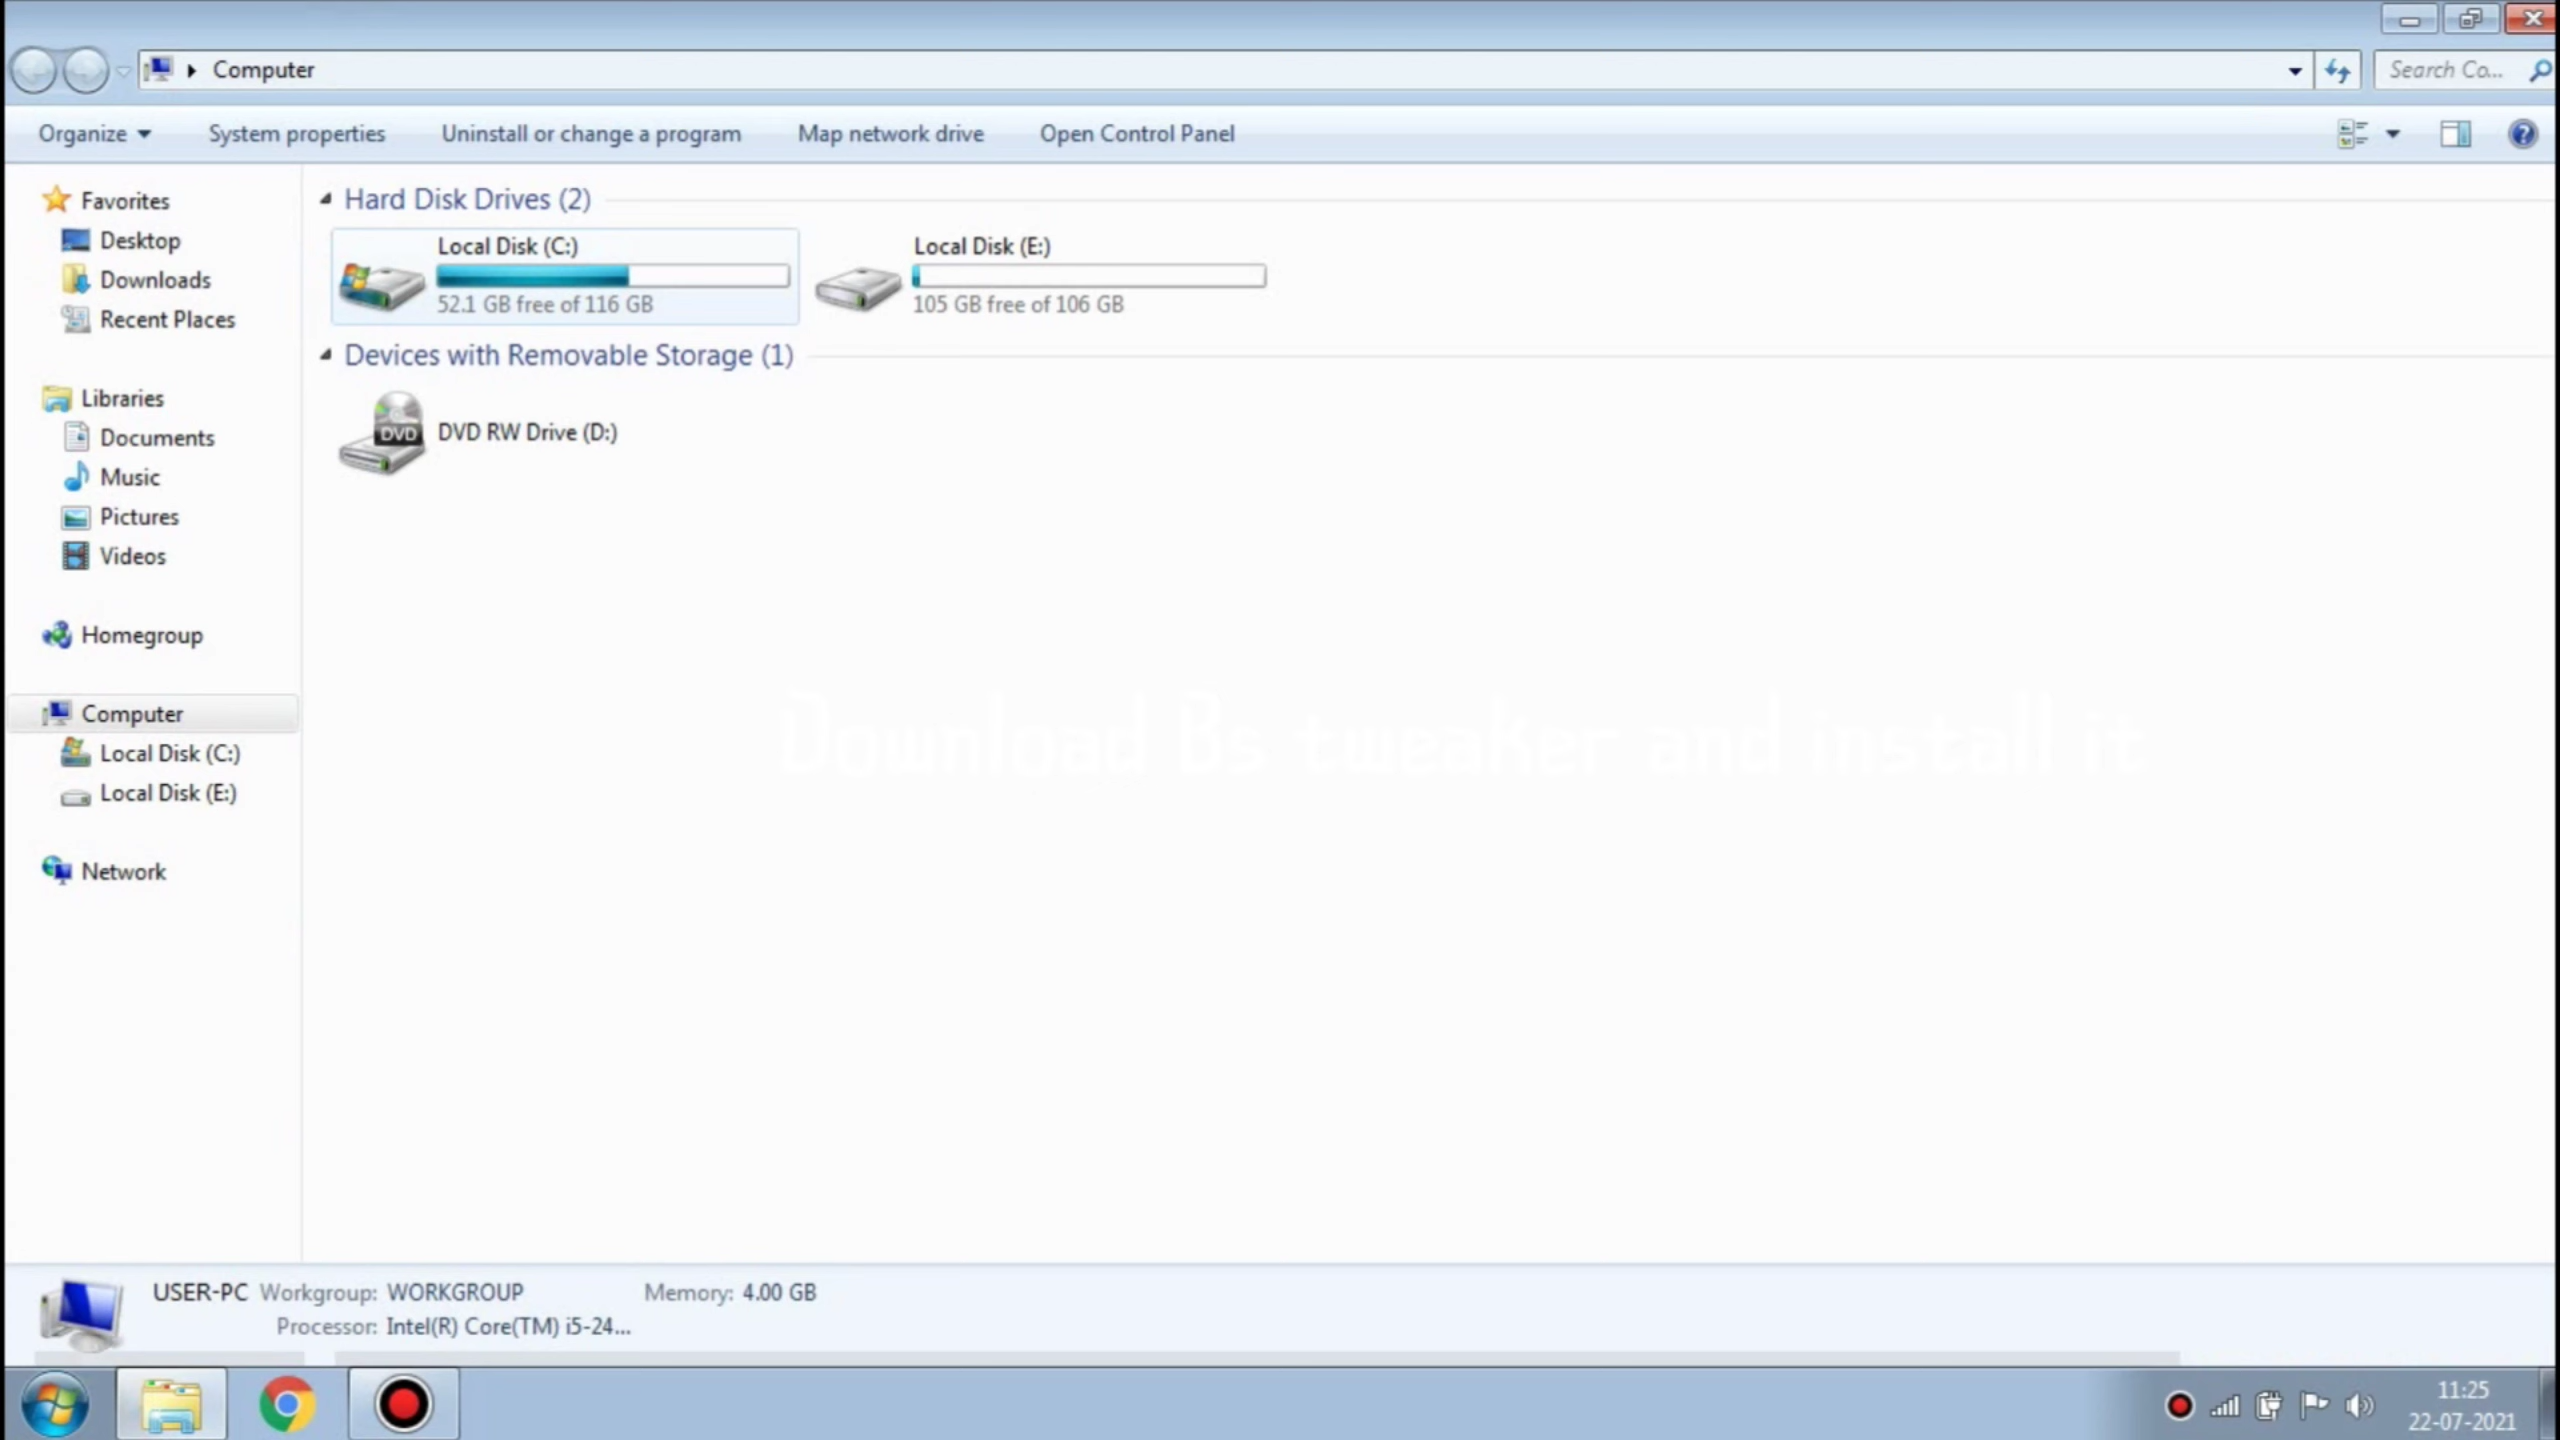 Computer
Search Co...
Organize
System properties
Uninstall or change a program
Map network drive
Open Control Panel
Favorites
Desktop
Downloads
Recent Places
Libraries
Documents
Music
Pictures
Videos
Homegroup
Computer
Local Disk (C:)
Local Disk (E:)
Network
Hard Disk Drives (2)
Local Disk (C:)
52.1 GB free of 116 GB
Local Disk (E:)
105 GB free of 106 GB
Devices with Removable Storage (1)
DVD
DVD RW Drive (D:)
Download Bs tweaker and install it
USER-PC Workgroup: WORKGROUP Memory: 4.00 GB
Processor: Intel(R) Core(TM) i5-24...
11:25
22-07-2021